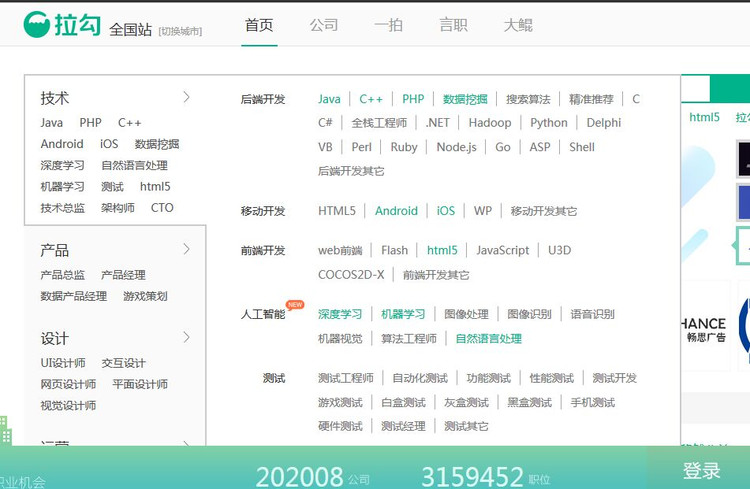 拉勾 全国站 [切换城市] 首页 公司 一拍 言职 大鲲
技术
Java PHP C++
Android iOS 数据挖掘
深度学习 自然语言处理
机器学习 测试 html5
技术总监 架构师 CTO
产品
产品总监 产品经理
数据产品经理 游戏策划
设计
UI设计师 交互设计
网页设计师 平面设计师
视觉设计师
运营
后端开发 Java C++ PHP 数据挖掘 搜索算法 精准推荐 C
C# 全栈工程师 .NET Hadoop Python Delphi
VB Perl Ruby Node.js Go ASP Shell
后端开发其它
移动开发 HTML5 Android iOS WP 移动开发其它
前端开发 web前端 Flash html5 JavaScript U3D
COCOS2D-X 前端开发其它
人工智能 NEW 深度学习 机器学习 图像处理 图像识别 语音识别
机器视觉 算法工程师 自然语言处理
测试 测试工程师 自动化测试 功能测试 性能测试 测试开发
游戏测试 白盒测试 灰盒测试 黑盒测试 手机测试
硬件测试 测试经理 测试其它
html5 拉勾
HANCE
畅思广告
职业机会 202008 公司 3159452 职位 登录